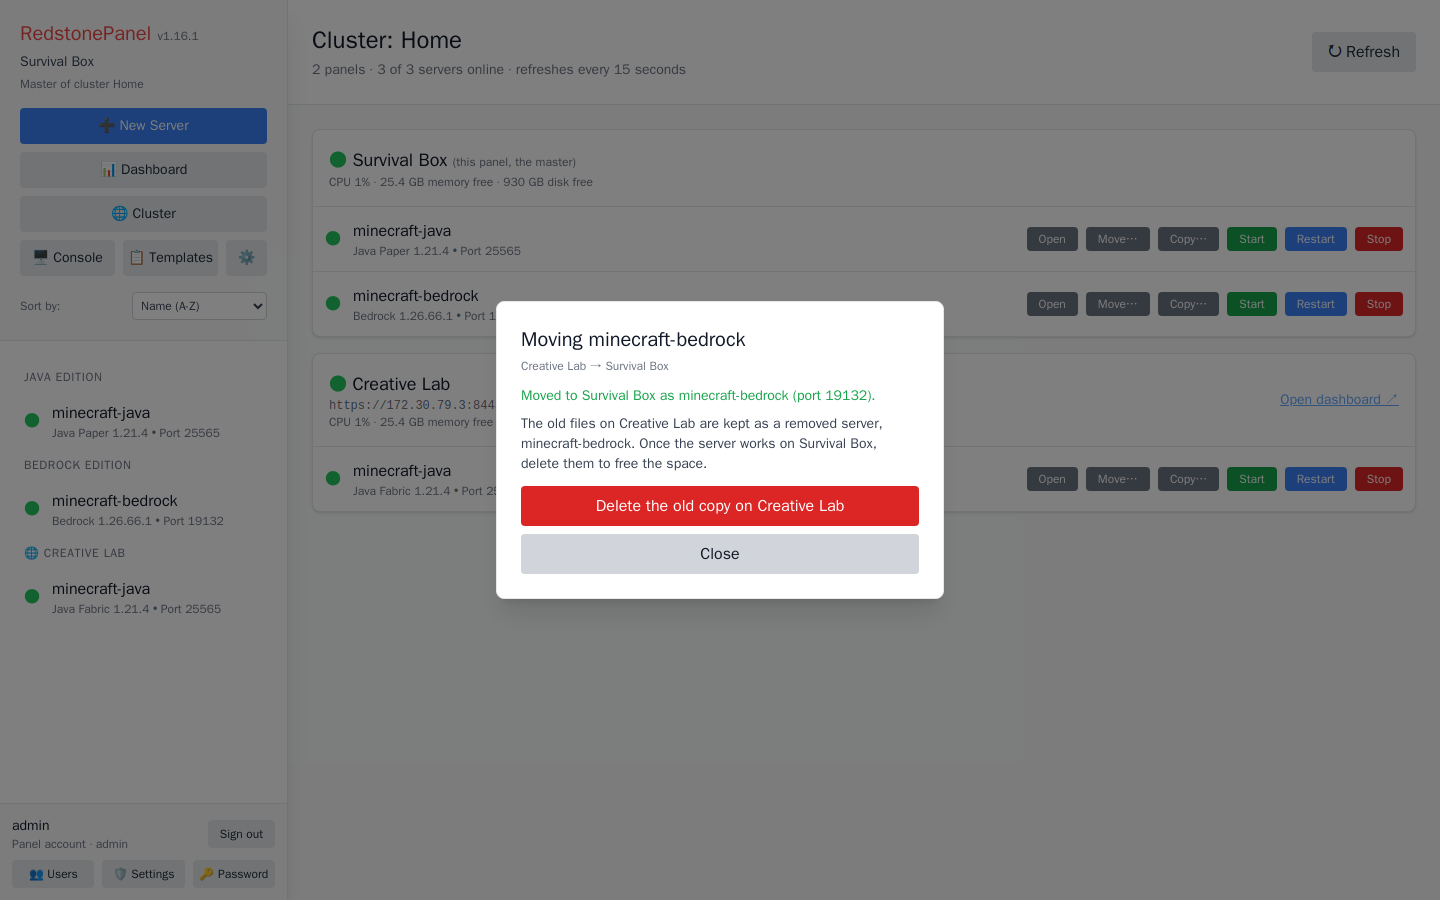 RedstonePanel v1.16.1
Survival Box
Master of cluster Home
➕ New Server
📊 Dashboard
🌐 Cluster
🖥️ Console
📋 Templates
⚙️
Sort by:
Name (A-Z)
JAVA EDITION
minecraft-java
Java Paper 1.21.4 • Port 25565
BEDROCK EDITION
minecraft-bedrock
Bedrock 1.26.66.1 • Port 19132
🌐 CREATIVE LAB
minecraft-java
Java Fabric 1.21.4 • Port 25565
admin
Panel account · admin
Sign out
👥 Users
🛡️ Settings
🔑 Password
Cluster: Home
2 panels · 3 of 3 servers online · refreshes every 15 seconds
↻ Refresh
Survival Box (this panel, the master)
CPU 1% · 25.4 GB memory free · 930 GB disk free
minecraft-java
Java Paper 1.21.4 • Port 25565
Open Move··· Copy··· Start Restart Stop
minecraft-bedrock
Bedrock 1.26.66.1 • Port 1
Open Move··· Copy··· Start Restart Stop
Creative Lab
https://172.30.79.3:844
CPU 1% · 25.4 GB memory free
Open dashboard ↗
minecraft-java
Java Fabric 1.21.4 • Port 25
Open Move··· Copy··· Start Restart Stop
Moving minecraft-bedrock
Creative Lab → Survival Box
Moved to Survival Box as minecraft-bedrock (port 19132).
The old files on Creative Lab are kept as a removed server,
minecraft-bedrock. Once the server works on Survival Box,
delete them to free the space.
Delete the old copy on Creative Lab
Close